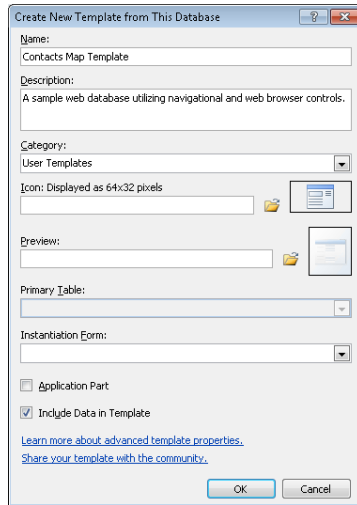 Create New Template from This Database
Name:
Contacts Map Template
Description:
A sample web database utilizing navigational and web browser controls.
Category:
User Templates
Icon: Displayed as 64x32 pixels
Preview:
Primary Table:
Instantiation Form:
Application Part
Include Data in Template
Learn more about advanced template properties.
Share your template with the community.
OK Cancel